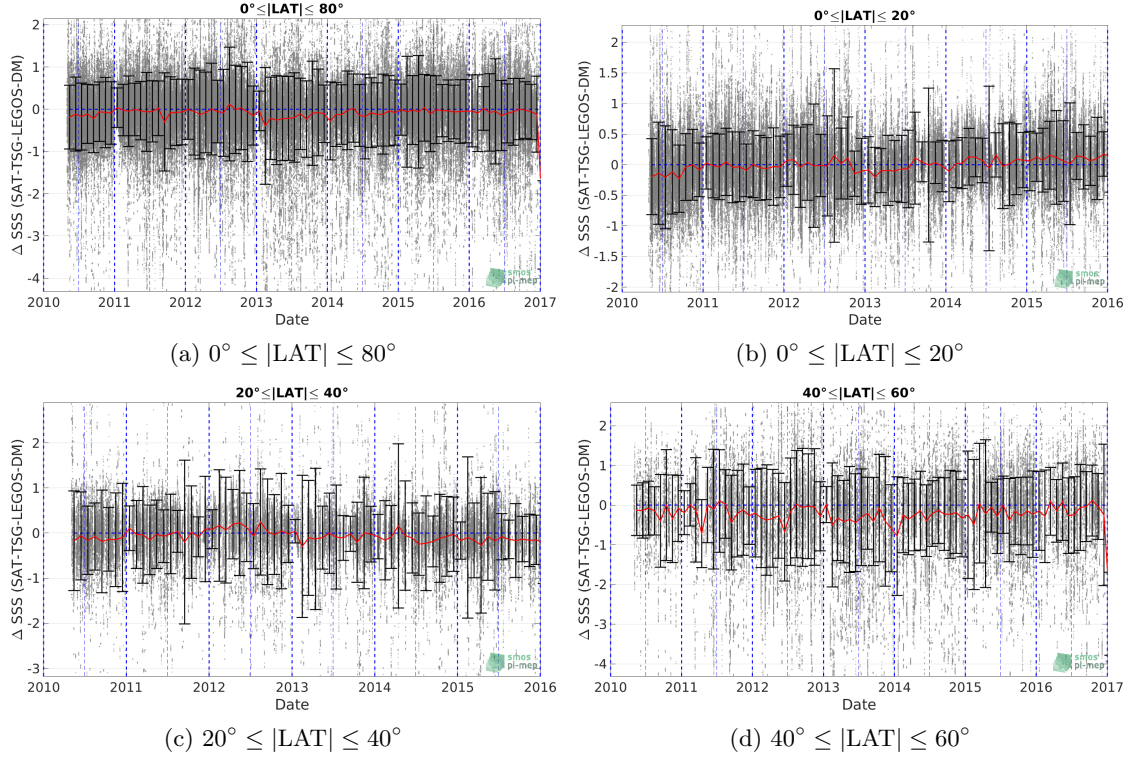 0°≤|LAT|≤ 80°
Δ SSS (SAT-TSG-LEGOS-DM)
2
1
0
-1
-2
-3
-4
2010 2011 2012 2013 2014 2015 2016 2017
Date
smos
pi-mep
(a) 0° ≤ |LAT| ≤ 80°
0°≤|LAT|≤ 20°
Δ SSS (SAT-TSG-LEGOS-DM)
2
1.5
1
0.5
0
-0.5
-1
-1.5
-2
2010 2011 2012 2013 2014 2015 2016
Date
smos
pi-mep
(b) 0° ≤ |LAT| ≤ 20°
20°≤|LAT|≤ 40°
Δ SSS (SAT-TSG-LEGOS-DM)
2
1
0
-1
-2
-3
2010 2011 2012 2013 2014 2015 2016
Date
smos
pi-mep
(c) 20° ≤ |LAT| ≤ 40°
40°≤|LAT|≤ 60°
Δ SSS (SAT-TSG-LEGOS-DM)
2
1
0
-1
-2
-3
-4
2010 2011 2012 2013 2014 2015 2016 2017
Date
smos
pi-mep
(d) 40° ≤ |LAT| ≤ 60°